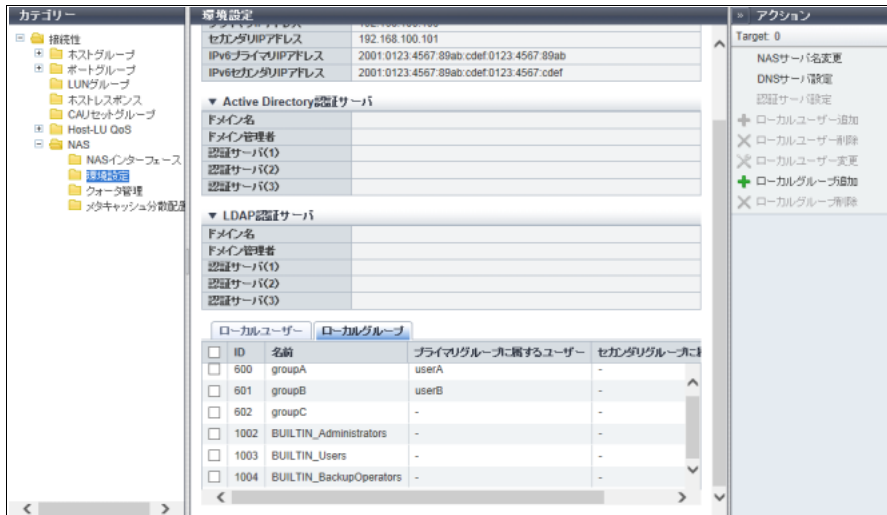 カテゴリー
接続性
ホストグループ
ポートグループ
LUNグループ
ホストレスポンス
CAリセットグループ
Host-LU QoS
NAS
NASインターフェース
環境設定
クォータ管理
メタキャッシュ分散配置
環境設定
セカンダリIPアドレス 192.168.100.101
IPv6プライマリIPアドレス 2001:0123:4567:89ab:cdef:0123:4567:89ab
IPv6セカンダリIPアドレス 2001:0123:4567:89ab:cdef:0123:4567:cdef
▼ Active Directory認証サーバ
ドメイン名
ドメイン管理者
認証サーバ(1)
認証サーバ(2)
認証サーバ(3)
▼ LDAP認証サーバ
ドメイン名
ドメイン管理者
認証サーバ(1)
認証サーバ(2)
認証サーバ(3)
ローカルユーザー ローカルグループ
ID 名前 プライマリグループに属するユーザー セカンダリグループに
600 groupA userA -
601 groupB userB -
602 groupC - -
1002 BUILTIN_Administrators - -
1003 BUILTIN_Users - -
1004 BUILTIN_BackupOperators - -
» アクション
Target: 0
NASサーバ名変更
DNSサーバ設定
認証サーバ設定
ローカルユーザー追加
ローカルユーザー削除
ローカルユーザー変更
ローカルグループ追加
ローカルグループ削除